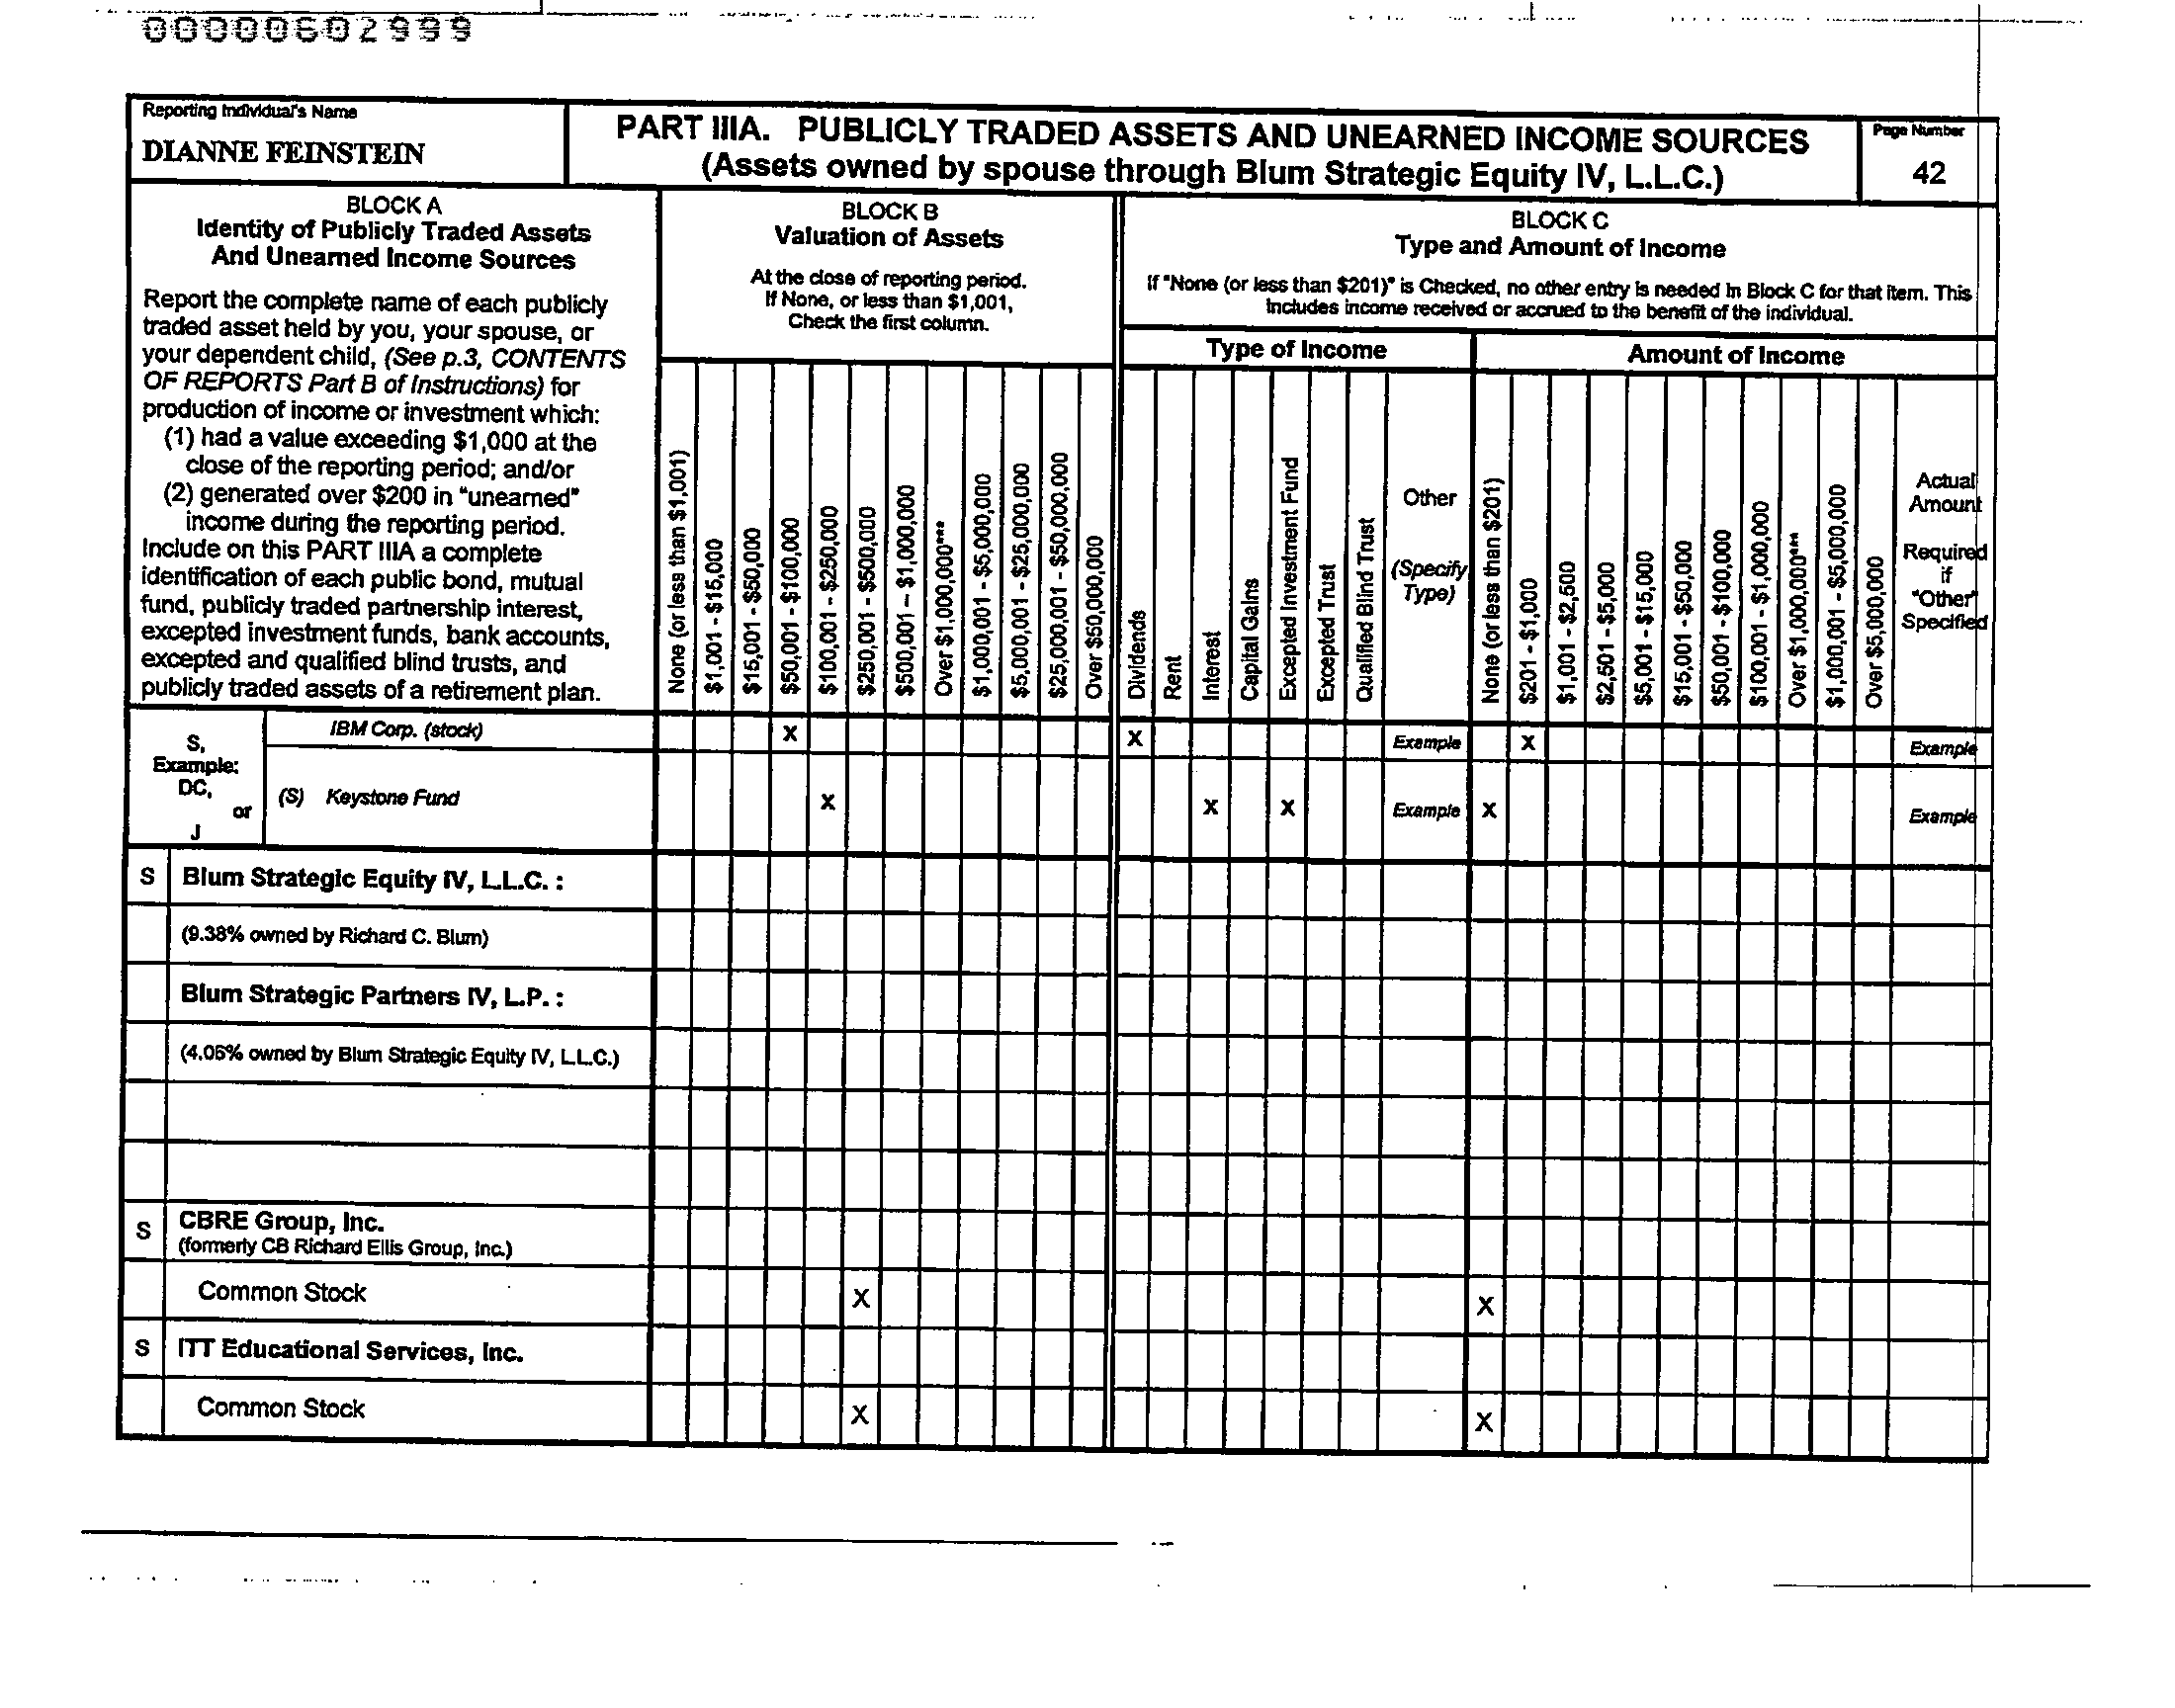 00000602999
Reporting Individual's Name
DIANNE FEINSTEIN
PART IIIA. PUBLICLY TRADED ASSETS AND UNEARNED INCOME SOURCES
(Assets owned by spouse through Blum Strategic Equity IV, L.L.C.)
Page Number
42
BLOCK A
Identity of Publicly Traded Assets
And Unearned Income Sources
Report the complete name of each publicly
traded asset held by you, your spouse, or
your dependent child, (See p.3, CONTENTS
OF REPORTS Part B of Instructions) for
production of income or investment which:
(1) had a value exceeding $1,000 at the
close of the reporting period; and/or
(2) generated over $200 in "unearned"
income during the reporting period.
Include on this PART IIIA a complete
identification of each public bond, mutual
fund, publicly traded partnership interest,
excepted investment funds, bank accounts,
excepted and qualified blind trusts, and
publicly traded assets of a retirement plan.
BLOCK B
Valuation of Assets
At the close of reporting period.
If None, or less than $1,001,
Check the first column.
None (or less than $1,001)
$1,001 - $15,000
$15,001 - $50,000
$50,001 - $100,000
$100,001 - $250,000
$250,001 - $500,000
$500,001 – $1,000,000
Over $1,000,000***
$1,000,001 - $5,000,000
$5,000,001 - $25,000,000
$25,000,001 - $50,000,000
Over $50,000,000
BLOCK C
Type and Amount of Income
If "None (or less than $201)" is Checked, no other entry is needed in Block C for that item. This
includes income received or accrued to the benefit of the individual.
Type of Income
Dividends
Rent
Interest
Capital Gains
Excepted Investment Fund
Excepted Trust
Qualified Blind Trust
Other
(Specify
Type)
Amount of Income
None (or less than $201)
$201 - $1,000
$1,001 - $2,500
$2,501 - $5,000
$5,001 - $15,000
$15,001 - $50,000
$50,001 - $100,000
$100,001 - $1,000,000
Over $1,000,000***
$1,000,001 - $5,000,000
Over $5,000,000
Actual
Amount
Required
if
"Other"
Specified
S,
Example:
DC,
or
J
IBM Corp. (stock) X X Example X Example
(S) Keystone Fund X X X Example X Example
S Blum Strategic Equity IV, L.L.C. :
(9.38% owned by Richard C. Blum)
Blum Strategic Partners IV, L.P. :
(4.06% owned by Blum Strategic Equity IV, L.L.C.)
S CBRE Group, Inc.
(formerly CB Richard Ellis Group, Inc.)
Common Stock X X
S ITT Educational Services, Inc.
Common Stock X X